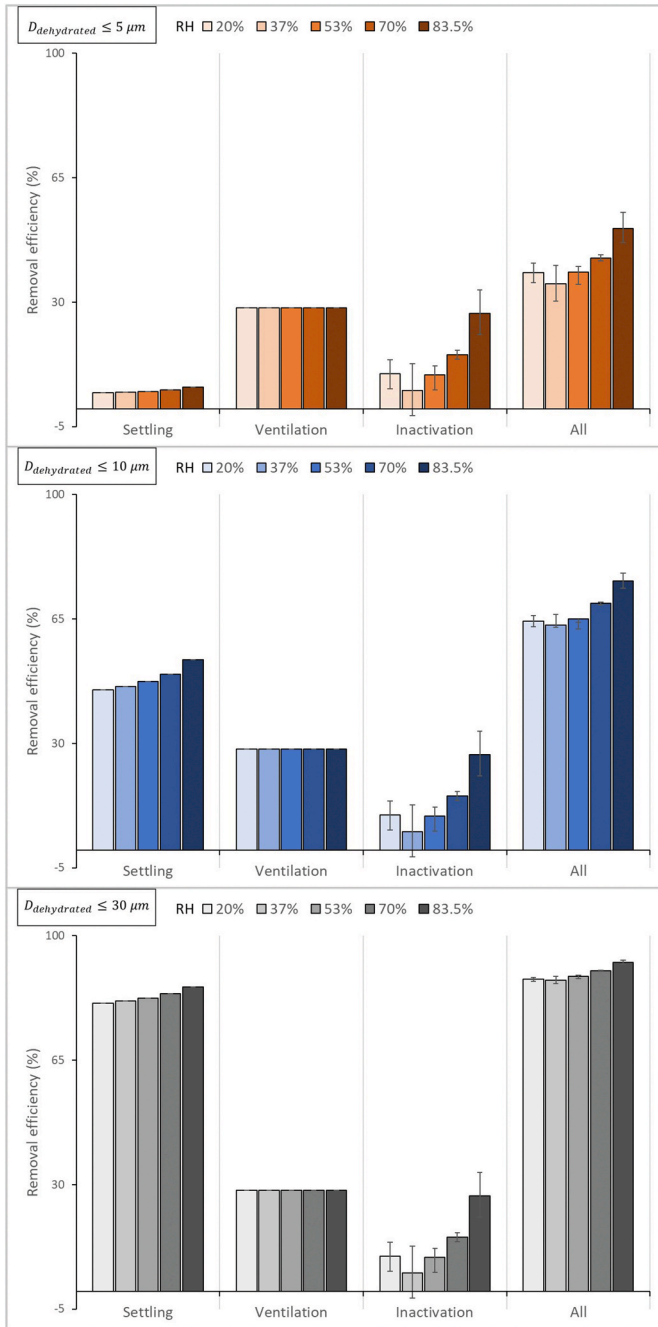 D_dehydrated ≤ 5 μm RH 20% 37% 53% 70% 83.5%
100
65
30
-5
Removal efficiency (%)
Settling Ventilation Inactivation All
D_dehydrated ≤ 10 μm RH 20% 37% 53% 70% 83.5%
100
65
30
-5
Removal efficiency (%)
Settling Ventilation Inactivation All
D_dehydrated ≤ 30 μm RH 20% 37% 53% 70% 83.5%
100
65
30
-5
Removal efficiency (%)
Settling Ventilation Inactivation All